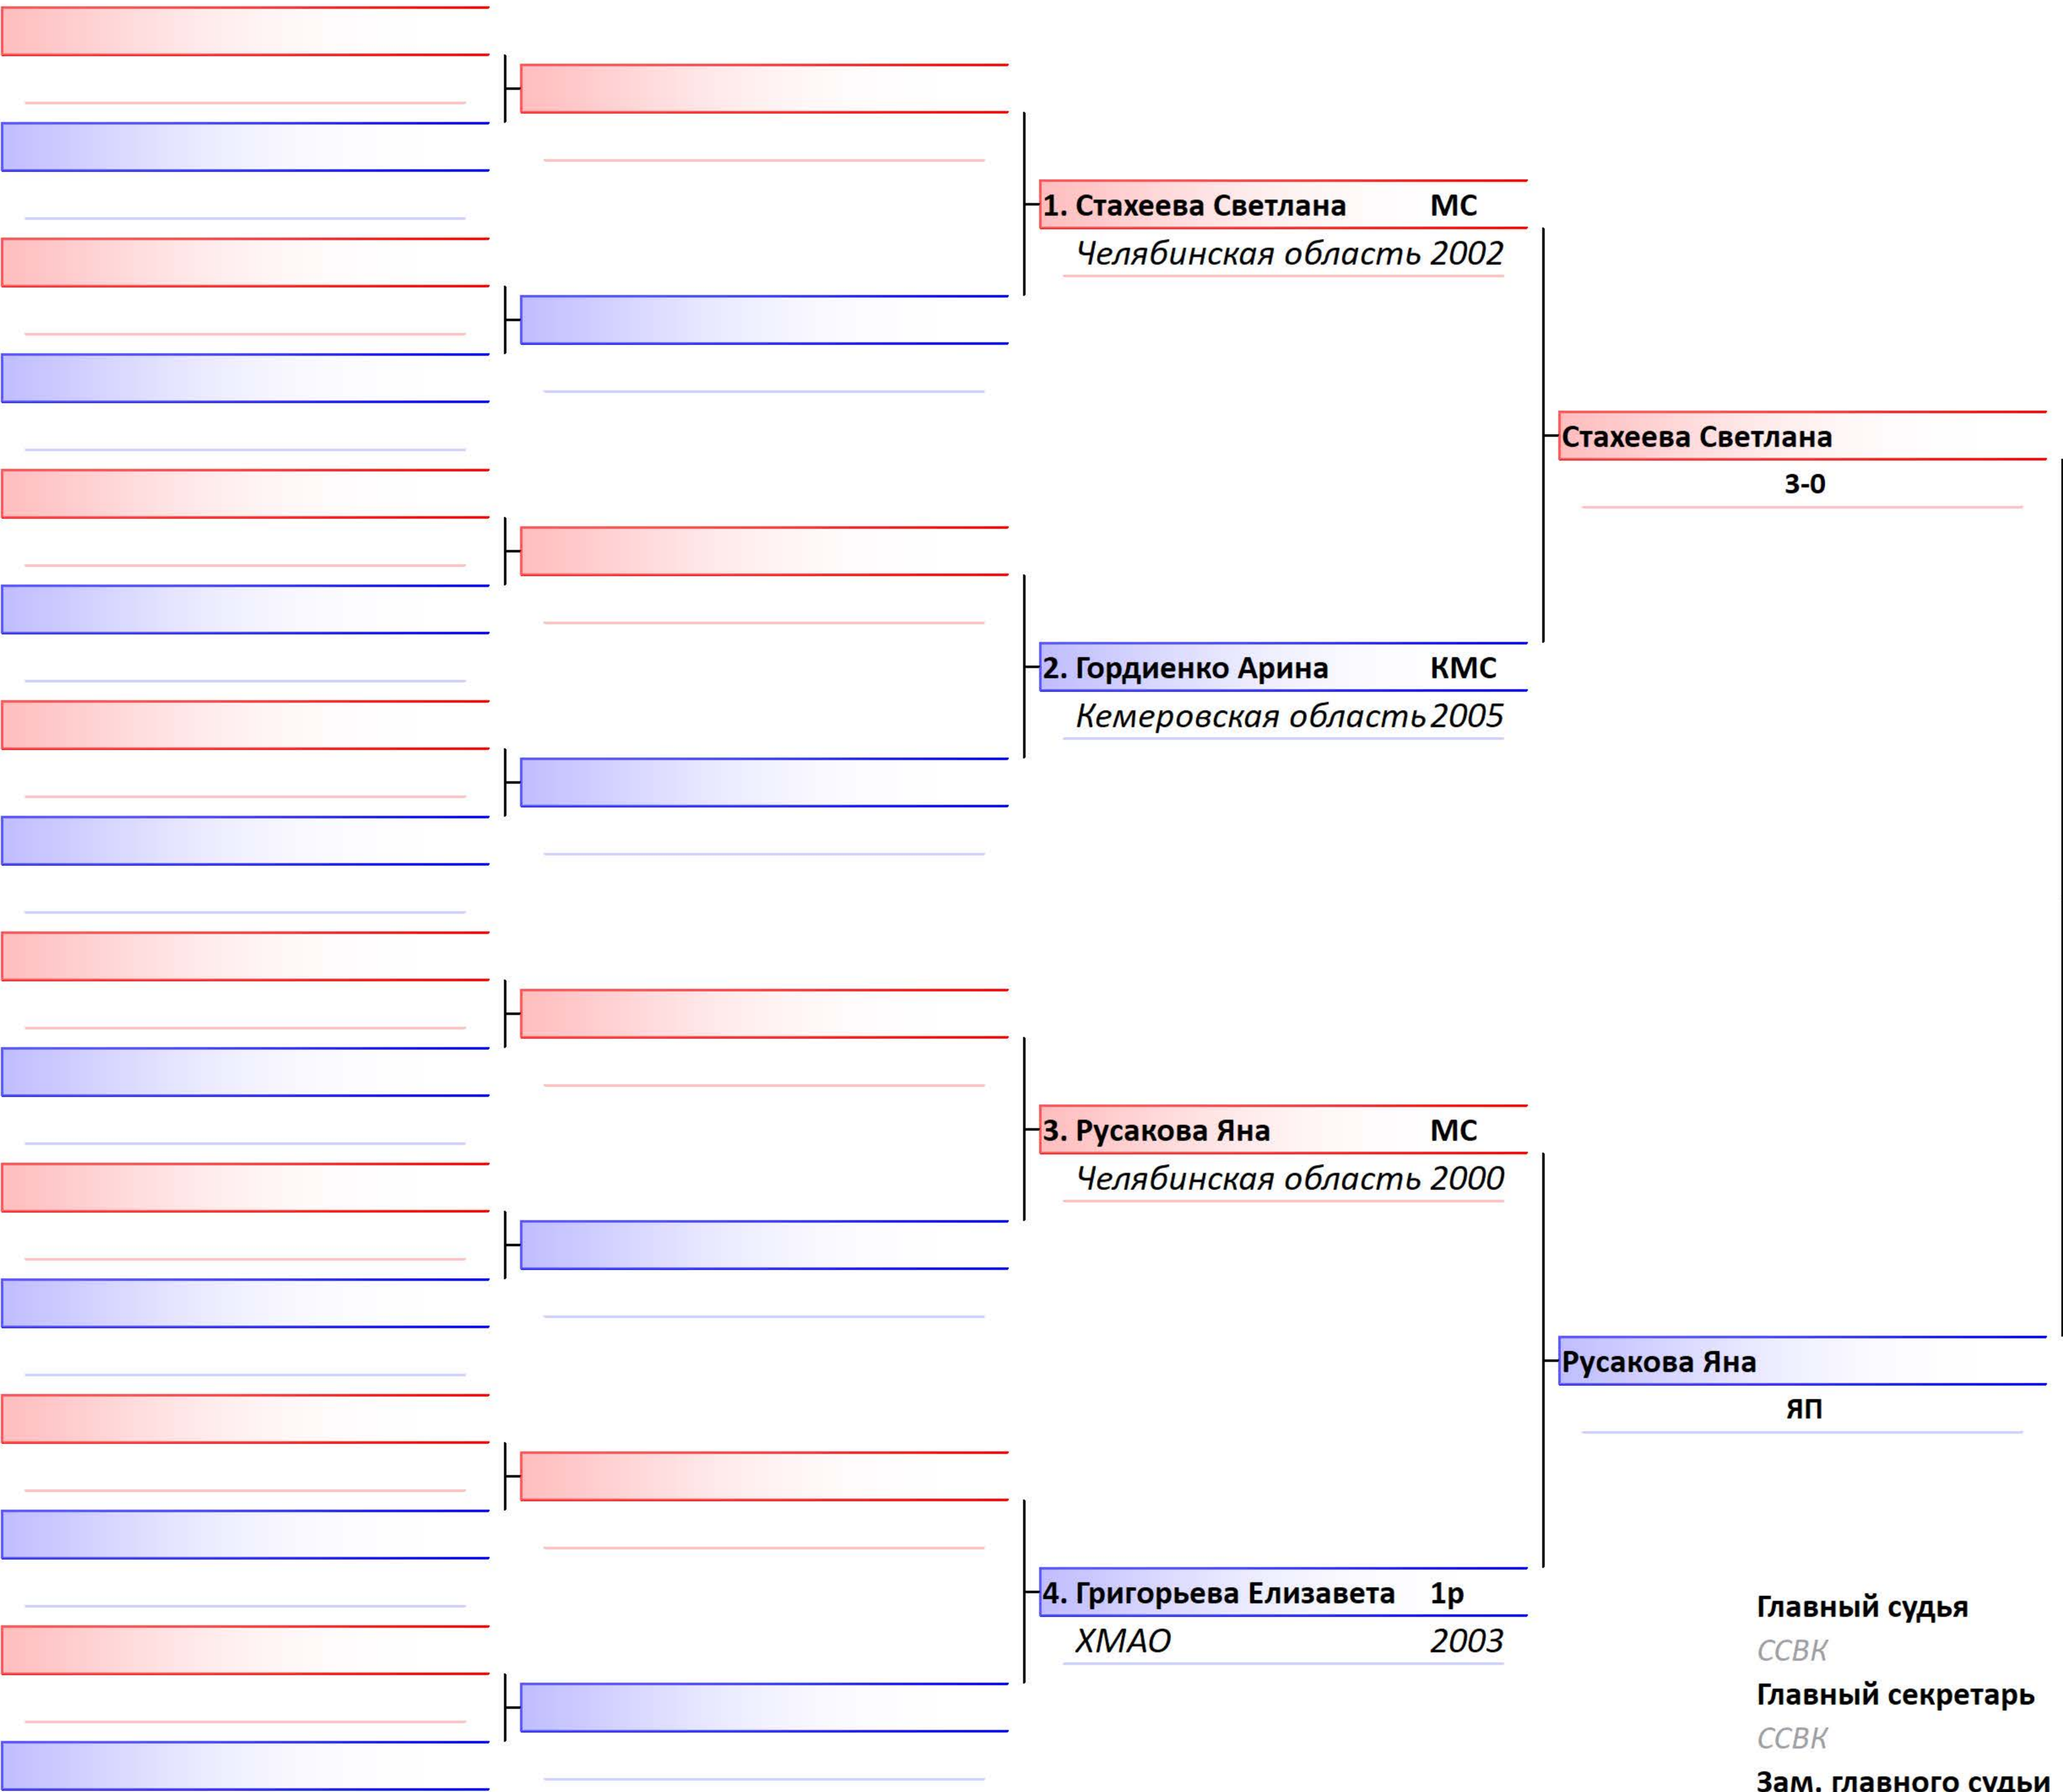 1. Стахеева Светлана МС
Челябинская область 2002
Стахеева Светлана
3-0
2. Гордиенко Арина КМС
Кемеровская область 2005
3. Русакова Яна МС
Челябинская область 2000
Русакова Яна
ЯП
4. Григорьева Елизавета 1р
ХМАО 2003
Главный судья
ССВК
Главный секретарь
ССВК
Зам. главного судьи